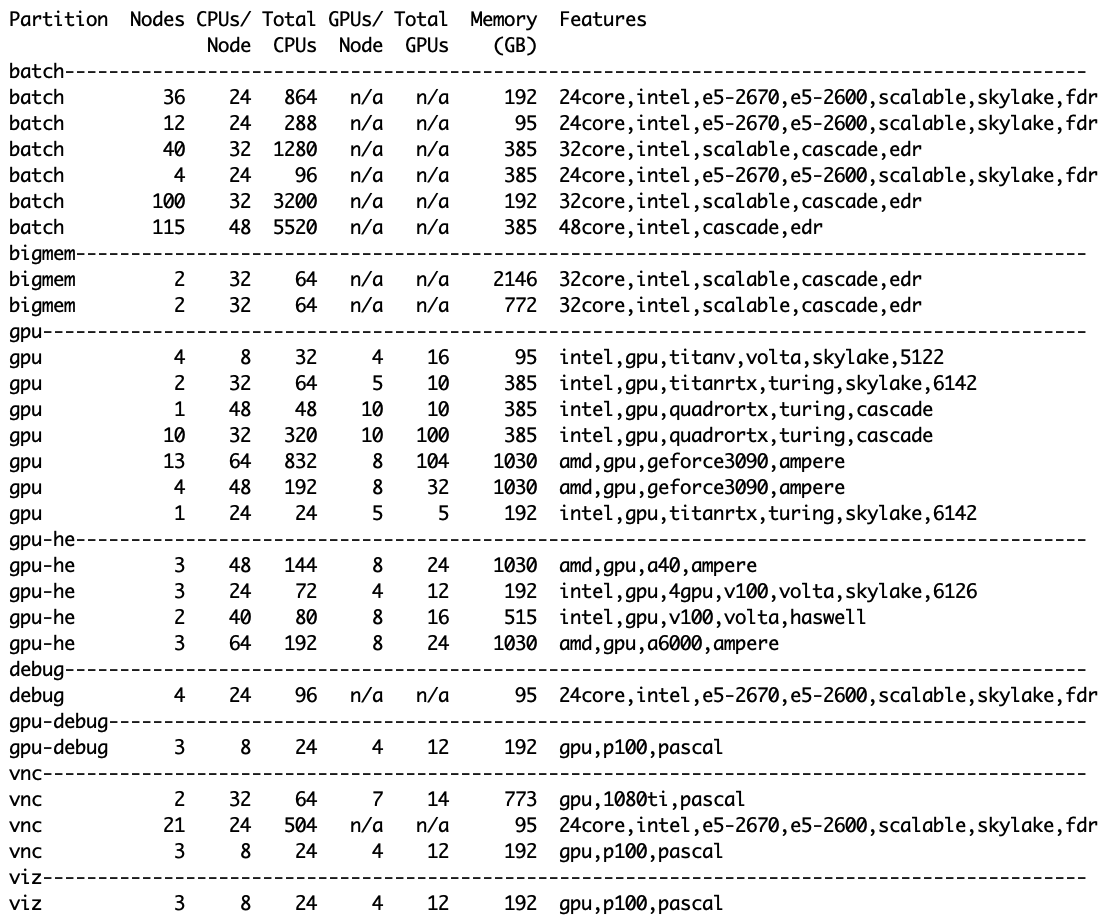 Partition  Nodes CPUs/ Total GPUs/ Total  Memory  Features
                  Node  CPUs  Node  GPUs    (GB)
batch---------------------------------------------------------------------------------------------
batch         36    24   864   n/a   n/a     192  24core,intel,e5-2670,e5-2600,scalable,skylake,fdr
batch         12    24   288   n/a   n/a      95  24core,intel,e5-2670,e5-2600,scalable,skylake,fdr
batch         40    32  1280   n/a   n/a     385  32core,intel,scalable,cascade,edr
batch          4    24    96   n/a   n/a     385  24core,intel,e5-2670,e5-2600,scalable,skylake,fdr
batch        100    32  3200   n/a   n/a     192  32core,intel,scalable,cascade,edr
batch        115    48  5520   n/a   n/a     385  48core,intel,cascade,edr
bigmem--------------------------------------------------------------------------------------------
bigmem         2    32    64   n/a   n/a    2146  32core,intel,scalable,cascade,edr
bigmem         2    32    64   n/a   n/a     772  32core,intel,scalable,cascade,edr
gpu-----------------------------------------------------------------------------------------------
gpu            4     8    32     4    16      95  intel,gpu,titanv,volta,skylake,5122
gpu            2    32    64     5    10     385  intel,gpu,titanrtx,turing,skylake,6142
gpu            1    48    48    10    10     385  intel,gpu,quadrortx,turing,cascade
gpu           10    32   320    10   100     385  intel,gpu,quadrortx,turing,cascade
gpu           13    64   832     8   104    1030  amd,gpu,geforce3090,ampere
gpu            4    48   192     8    32    1030  amd,gpu,geforce3090,ampere
gpu            1    24    24     5     5     192  intel,gpu,titanrtx,turing,skylake,6142
gpu-he--------------------------------------------------------------------------------------------
gpu-he         3    48   144     8    24    1030  amd,gpu,a40,ampere
gpu-he         3    24    72     4    12     192  intel,gpu,4gpu,v100,volta,skylake,6126
gpu-he         2    40    80     8    16     515  intel,gpu,v100,volta,haswell
gpu-he         3    64   192     8    24    1030  amd,gpu,a6000,ampere
debug---------------------------------------------------------------------------------------------
debug          4    24    96   n/a   n/a      95  24core,intel,e5-2670,e5-2600,scalable,skylake,fdr
gpu-debug-----------------------------------------------------------------------------------------
gpu-debug      3     8    24     4    12     192  gpu,p100,pascal
vnc-----------------------------------------------------------------------------------------------
vnc            2    32    64     7    14     773  gpu,1080ti,pascal
vnc           21    24   504   n/a   n/a      95  24core,intel,e5-2670,e5-2600,scalable,skylake,fdr
vnc            3     8    24     4    12     192  gpu,p100,pascal
viz-----------------------------------------------------------------------------------------------
viz            3     8    24     4    12     192  gpu,p100,pascal